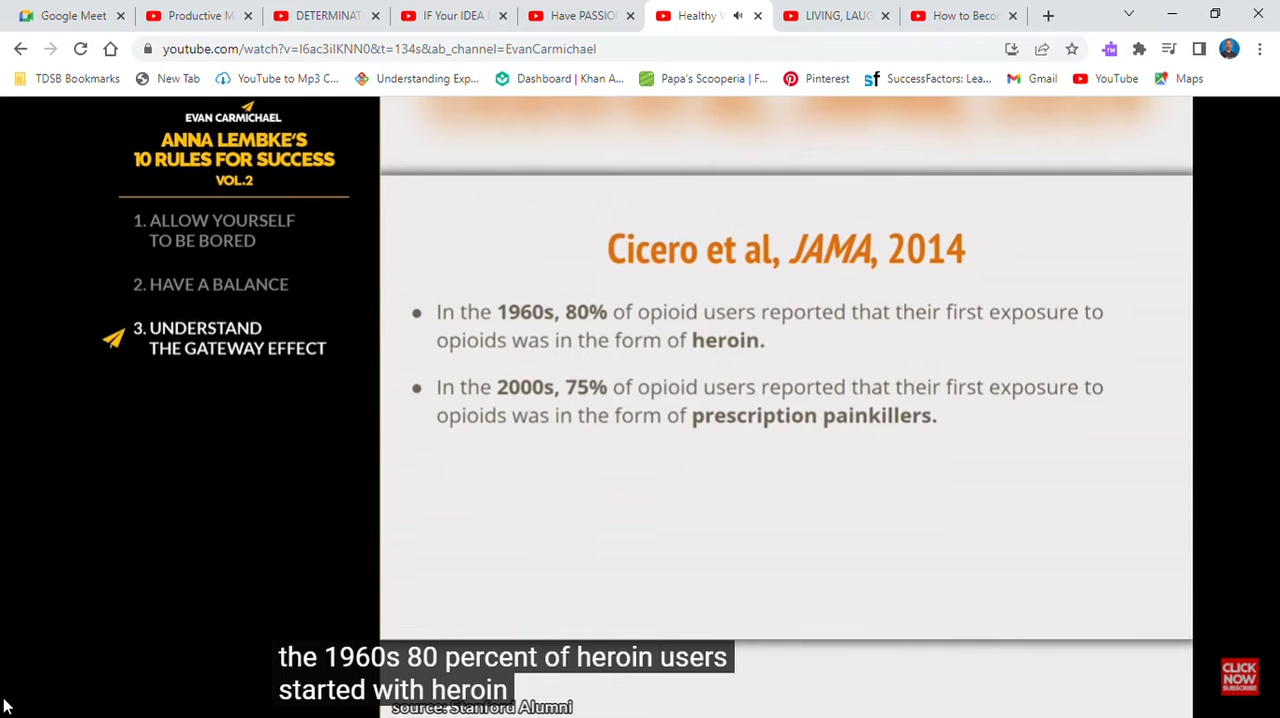 Google Meet
Productive M
DETERMINAT
IF Your IDEA
Have PASSIO
Healthy
LIVING, LAUG
How to Becor
youtube.com/watch?v=I6ac3iIKNN0&t=134s&ab_channel=EvanCarmichael
TDSB Bookmarks
New Tab
YouTube to Mp3 C...
Understanding Exp...
Dashboard | Khan A...
Papa's Scooperia | F...
Pinterest
SuccessFactors: Lea...
Gmail
YouTube
Maps
EVAN CARMICHAEL
ANNA LEMBKE'S
10 RULES FOR SUCCESS
VOL.2
1. ALLOW YOURSELF
TO BE BORED
2. HAVE A BALANCE
3. UNDERSTAND
THE GATEWAY EFFECT
Cicero et al, JAMA, 2014
• In the 1960s, 80% of opioid users reported that their first exposure to
opioids was in the form of heroin.
• In the 2000s, 75% of opioid users reported that their first exposure to
opioids was in the form of prescription painkillers.
the 1960s 80 percent of heroin users
started with heroin
source: Stanford Alumni
CLICK
NOW
SUBSCRIBE